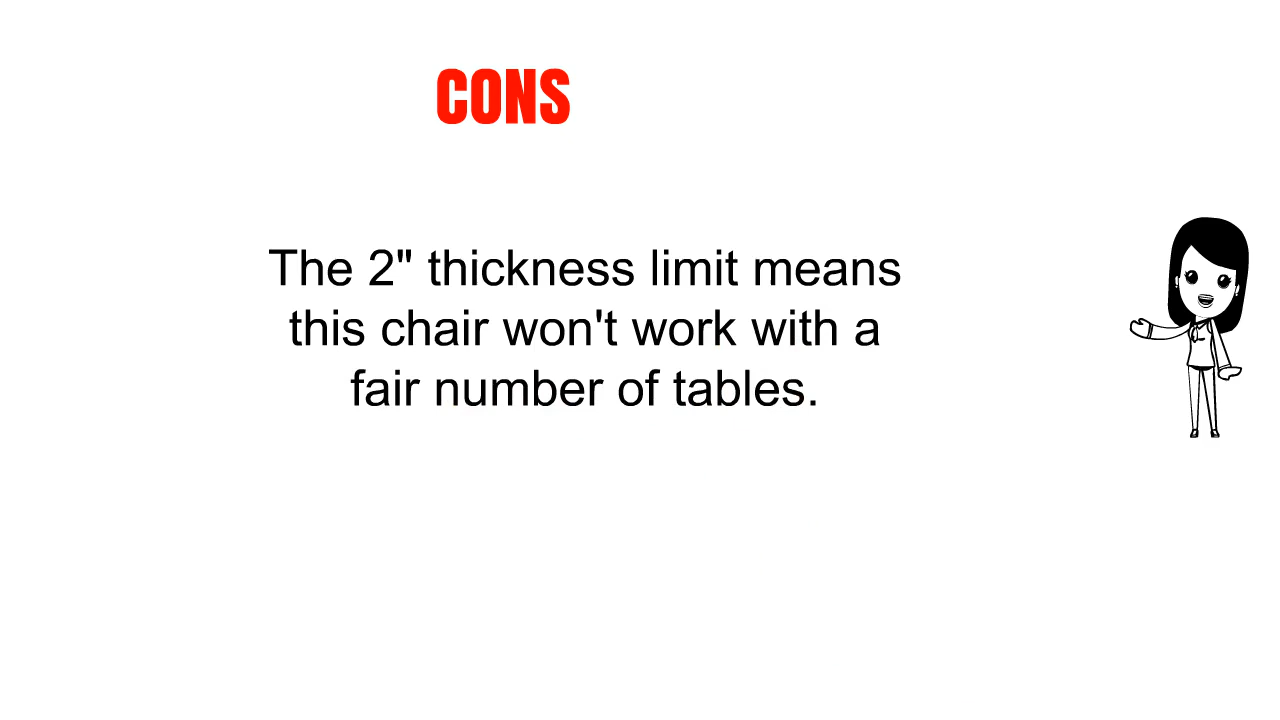 CONS
The 2" thickness limit means
this chair won't work with a
fair number of tables.